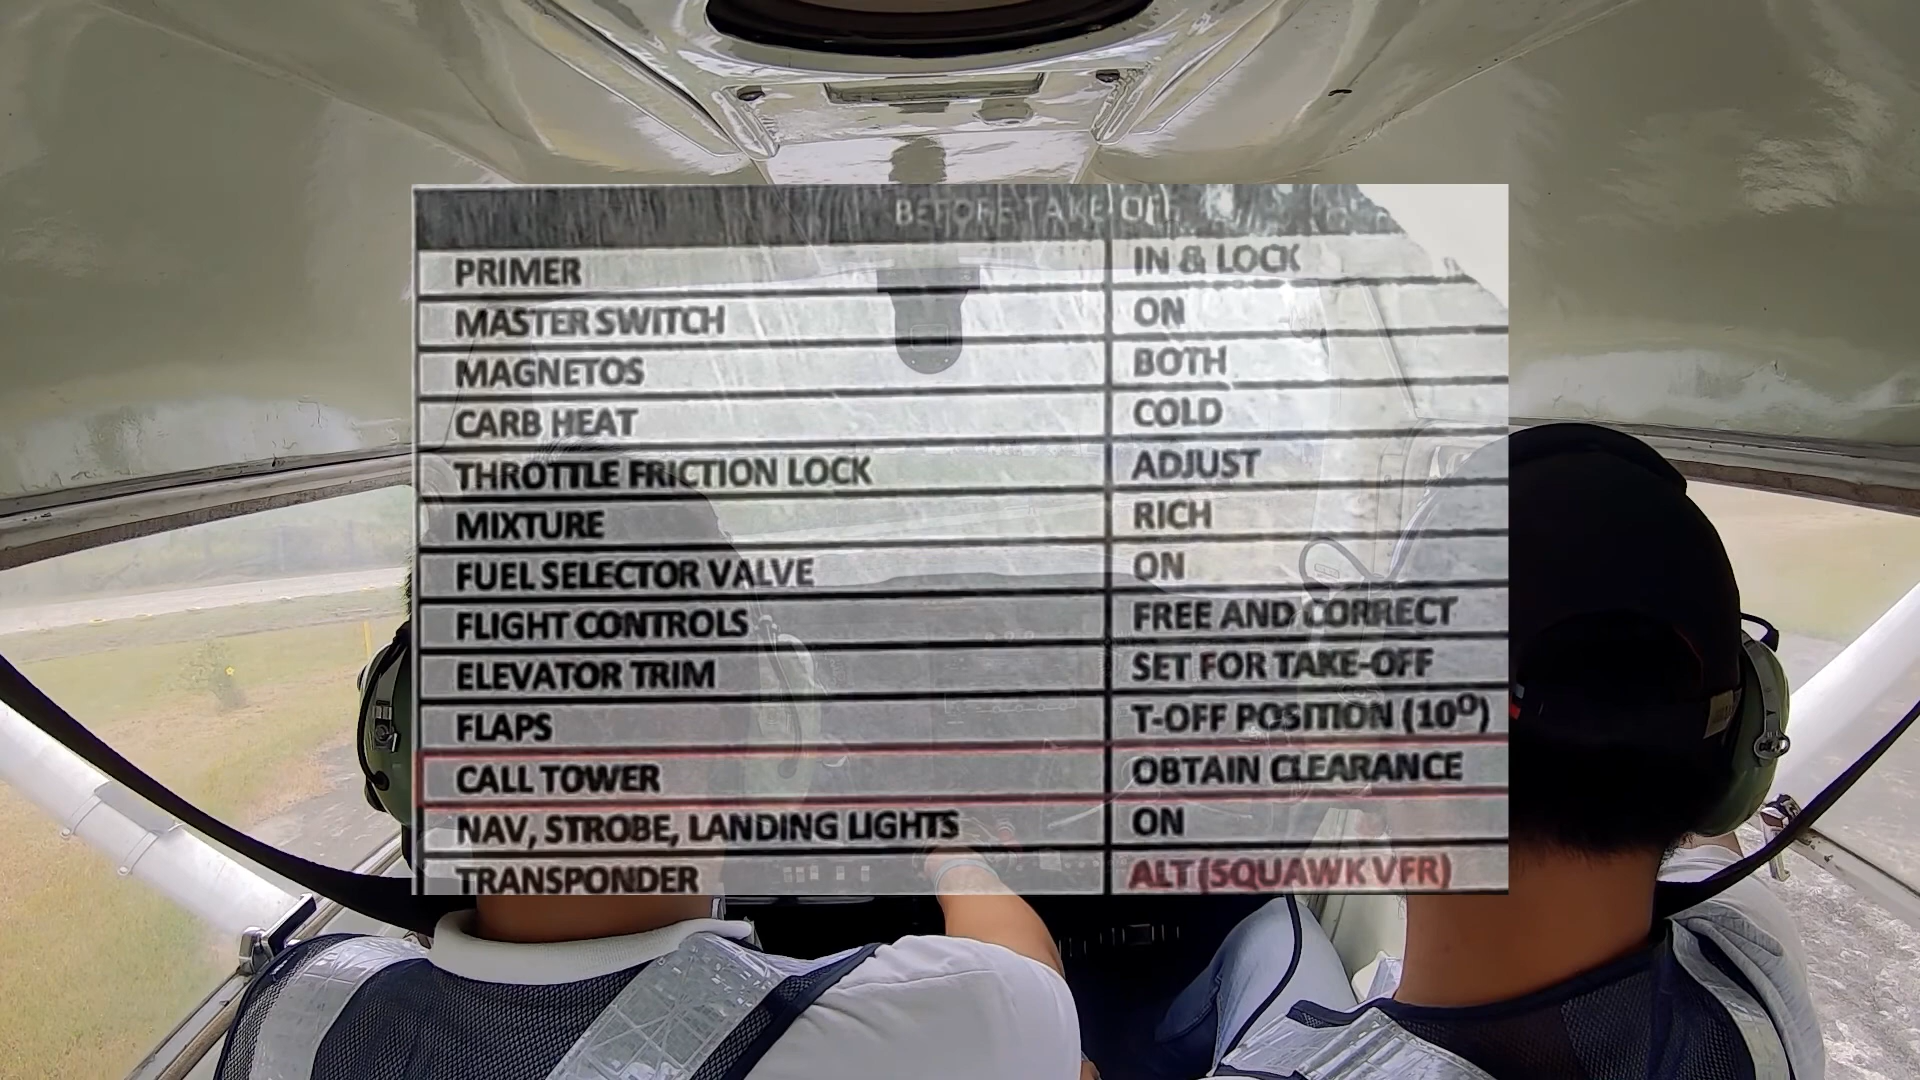 BEFORE TAKE OFF
PRIMER IN & LOCK
MASTER SWITCH ON
MAGNETOS BOTH
CARB HEAT COLD
THROTTLE FRICTION LOCK ADJUST
MIXTURE RICH
FUEL SELECTOR VALVE ON
FLIGHT CONTROLS FREE AND CORRECT
ELEVATOR TRIM SET FOR TAKE-OFF
FLAPS T-OFF POSITION (10º)
CALL TOWER OBTAIN CLEARANCE
NAV, STROBE, LANDING LIGHTS ON
TRANSPONDER ALT (SQUAWK VFR)